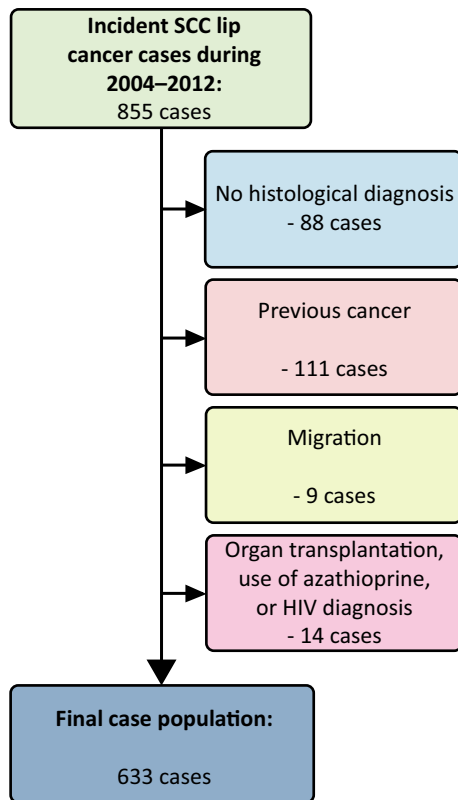 Incident SCC lip
cancer cases during
2004–2012:
855 cases
No histological diagnosis
- 88 cases
Previous cancer
- 111 cases
Migration
- 9 cases
Organ transplantation,
use of azathioprine,
or HIV diagnosis
- 14 cases
Final case population:
633 cases